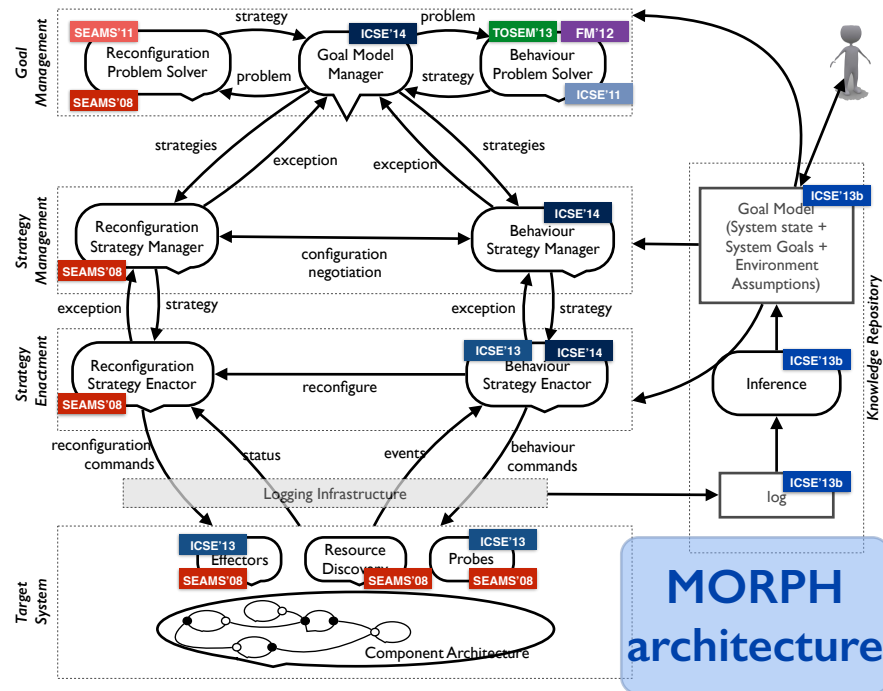 Goal
Management
SEAMS'11
Reconfiguration
Problem Solver
SEAMS'08
strategy
problem
ICSE'14
Goal Model
Manager
problem
strategy
TOSEM'13
FM'12
Behaviour
Problem Solver
ICSE'11
strategies
exception
exception
strategies
Strategy
Management
Reconfiguration
Strategy Manager
SEAMS'08
configuration
negotiation
ICSE'14
Behaviour
Strategy Manager
exception
strategy
exception
strategy
Strategy
Enactment
Reconfiguration
Strategy Enactor
SEAMS'08
reconfigure
ICSE'13
ICSE'14
Behaviour
Strategy Enactor
reconfiguration
commands
status
events
behaviour
commands
Logging Infrastructure
Target
System
ICSE'13
Effectors
SEAMS'08
Resource
Discovery
SEAMS'08
ICSE'13
Probes
SEAMS'08
Component Architecture
Knowledge Repository
ICSE'13b
Goal Model
(System state +
System Goals +
Environment
Assumptions)
ICSE'13b
Inference
ICSE'13b
log
MORPH
architecture